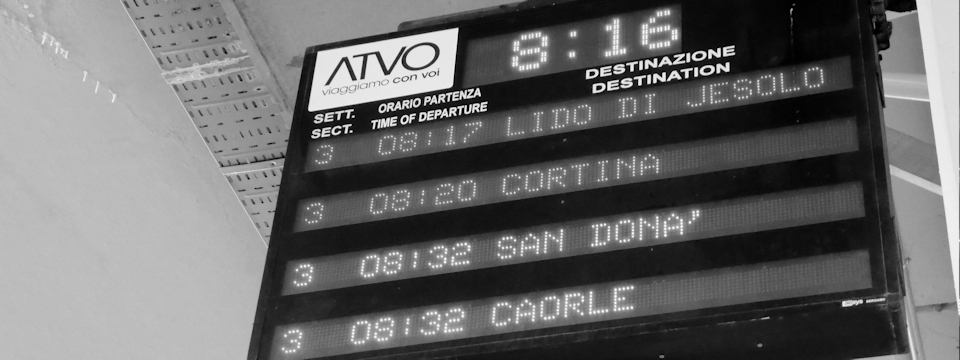 ATVO
viaggiamo con voi
8:16
SETT. ORARIO PARTENZA DESTINAZIONE
SECT. TIME OF DEPARTURE DESTINATION
3 08:17 LIDO DI JESOLO
3 08:20 CORTINA
3 08:32 SAN DONA'
3 08:32 CAORLE